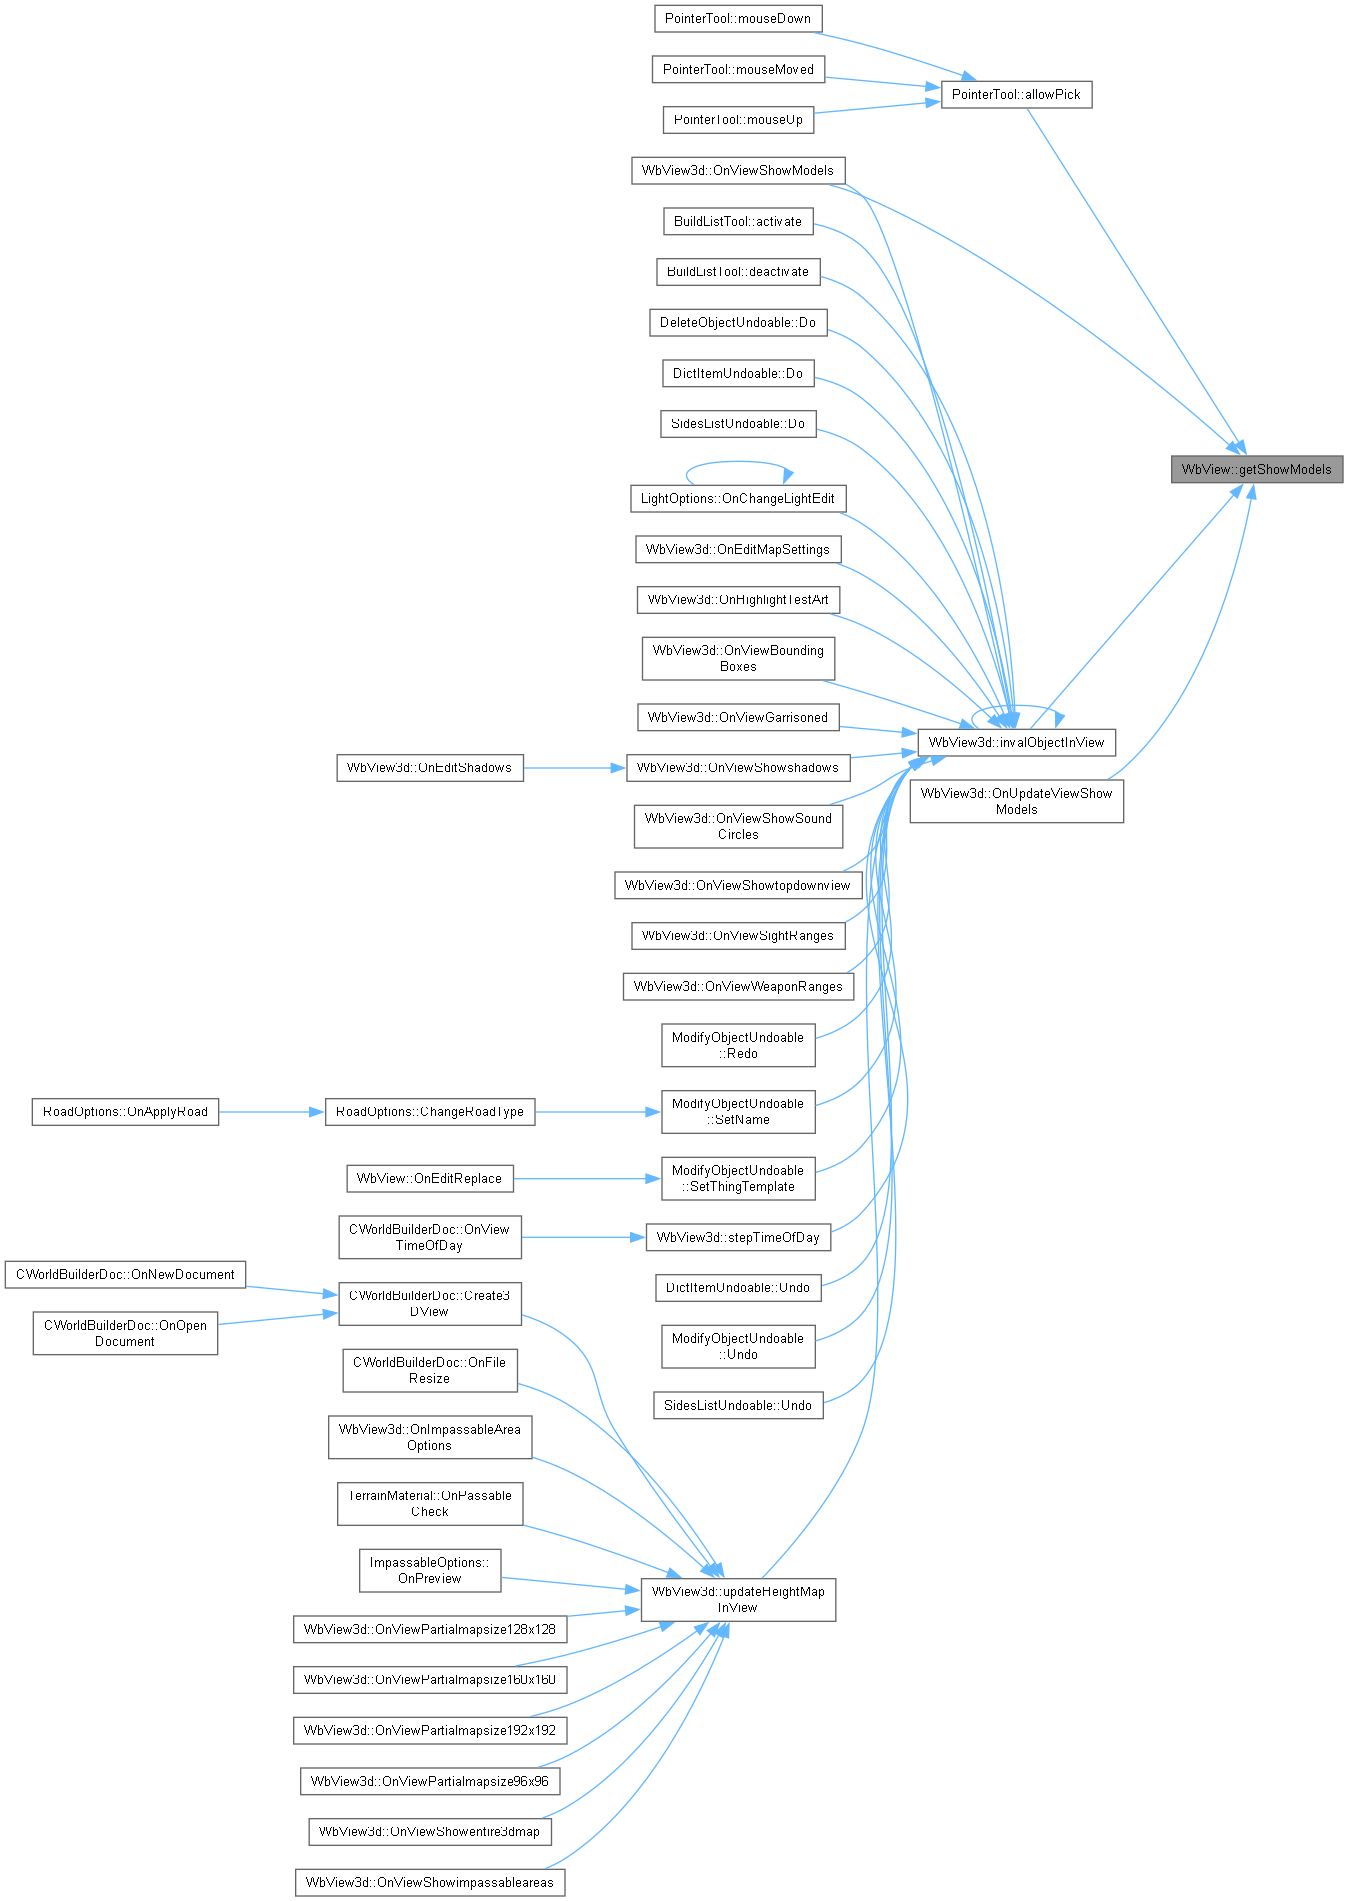 PointerTool::mouseDown
PointerTool::mouseMoved
PointerTool::allowPick
PointerTool::mouseUp
WbView3d::OnViewShowModels
BuildListTool::activate
BuildListTool::deactivate
DeleteObjectUndoable::Do
DictItemUndoable::Do
SidesListUndoable::Do
WbView::getShowModels
LightOptions::OnChangeLightEdit
WbView3d::OnEditMapSettings
WbView3d::OnHighlightTestArt
WbView3d::OnViewBounding
Boxes
WbView3d::OnViewGarrisoned
WbView3d::invalObjectInView
WbView3d::OnEditShadows
WbView3d::OnViewShowshadows
WbView3d::OnUpdateViewShow
Models
WbView3d::OnViewShowSound
Circles
WbView3d::OnViewShowtopdownview
WbView3d::OnViewSightRanges
WbView3d::OnViewWeaponRanges
ModifyObjectUndoable
::Redo
RoadOptions::OnApplyRoad
RoadOptions::ChangeRoadType
ModifyObjectUndoable
::SetName
WbView::OnEditReplace
ModifyObjectUndoable
::SetThingTemplate
CWorldBuilderDoc::OnView
TimeOfDay
WbView3d::stepTimeOfDay
CWorldBuilderDoc::OnNewDocument
CWorldBuilderDoc::Create3
DView
DictItemUndoable::Undo
CWorldBuilderDoc::OnOpen
Document
ModifyObjectUndoable
::Undo
CWorldBuilderDoc::OnFile
Resize
SidesListUndoable::Undo
WbView3d::OnImpassableArea
Options
TerrainMaterial::OnPassable
Check
ImpassableOptions::
OnPreview
WbView3d::updateHeightMap
InView
WbView3d::OnViewPartialmapsize128x128
WbView3d::OnViewPartialmapsize160x160
WbView3d::OnViewPartialmapsize192x192
WbView3d::OnViewPartialmapsize96x96
WbView3d::OnViewShowentire3dmap
WbView3d::OnViewShowimpassableareas